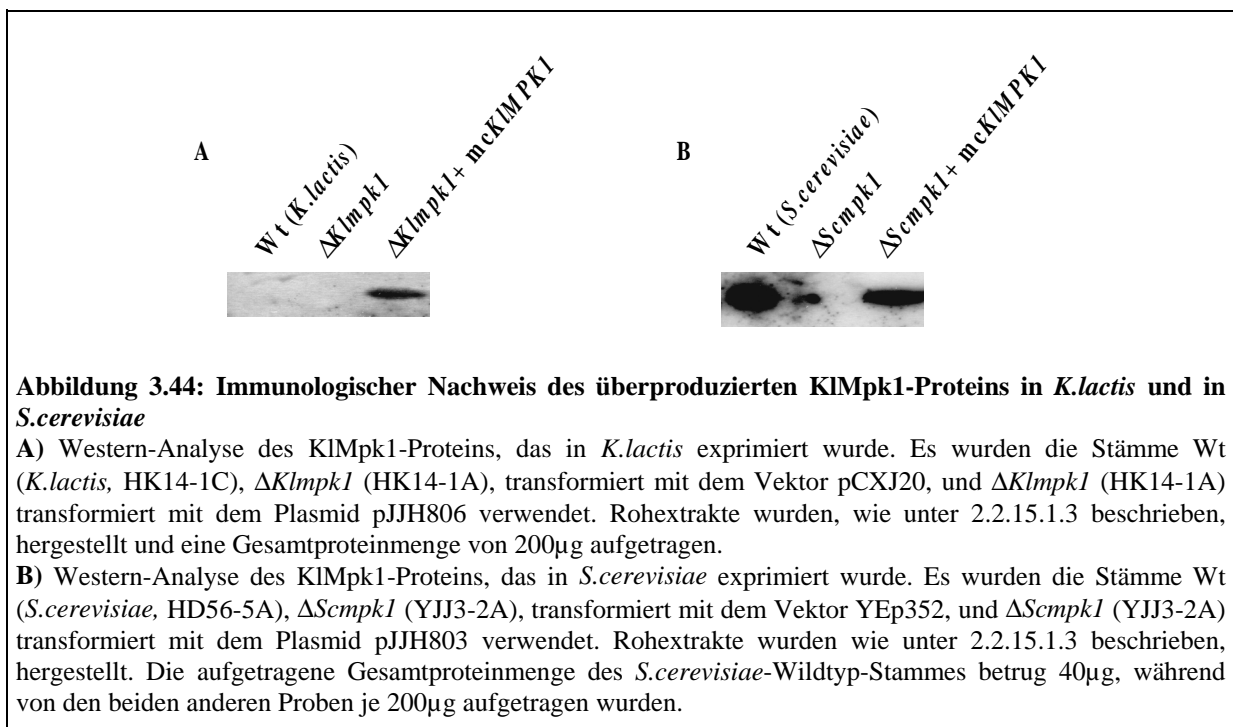 A
Wt (K.lactis)
ΔKlmpk1
ΔKlmpk1+ mcKlMPK1
B
Wt (S.cerevisiae)
ΔScmpk1
ΔScmpk1+ mcKlMPK1
Abbildung 3.44: Immunologischer Nachweis des überproduzierten KlMpk1-Proteins in K.lactis und in
S.cerevisiae
A) Western-Analyse des KlMpk1-Proteins, das in K.lactis exprimiert wurde. Es wurden die Stämme Wt
(K.lactis, HK14-1C), ΔKlmpk1 (HK14-1A), transformiert mit dem Vektor pCXJ20, und ΔKlmpk1 (HK14-1A)
transformiert mit dem Plasmid pJJH806 verwendet. Rohextrakte wurden, wie unter 2.2.15.1.3 beschrieben,
hergestellt und eine Gesamtproteinmenge von 200µg aufgetragen.
B) Western-Analyse des KlMpk1-Proteins, das in S.cerevisiae exprimiert wurde. Es wurden die Stämme Wt
(S.cerevisiae, HD56-5A), ΔScmpk1 (YJJ3-2A), transformiert mit dem Vektor YEp352, und ΔScmpk1 (YJJ3-2A)
transformiert mit dem Plasmid pJJH803 verwendet. Rohextrakte wurden wie unter 2.2.15.1.3 beschrieben,
hergestellt. Die aufgetragene Gesamtproteinmenge des S.cerevisiae-Wildtyp-Stammes betrug 40µg, während
von den beiden anderen Proben je 200µg aufgetragen wurden.